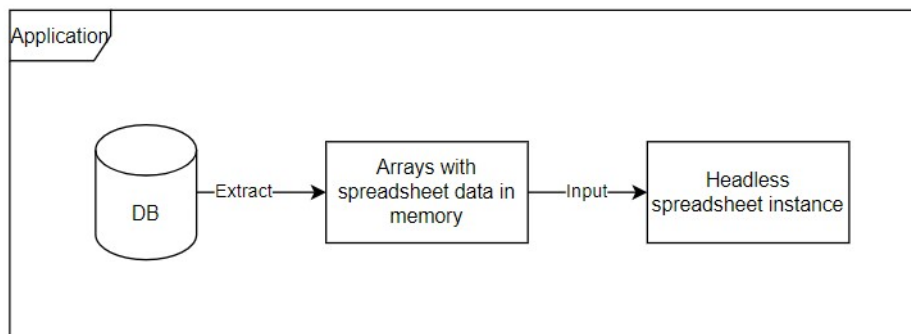 Application
DB
Extract
Arrays with
spreadsheet data in
memory
Input
Headless
spreadsheet instance